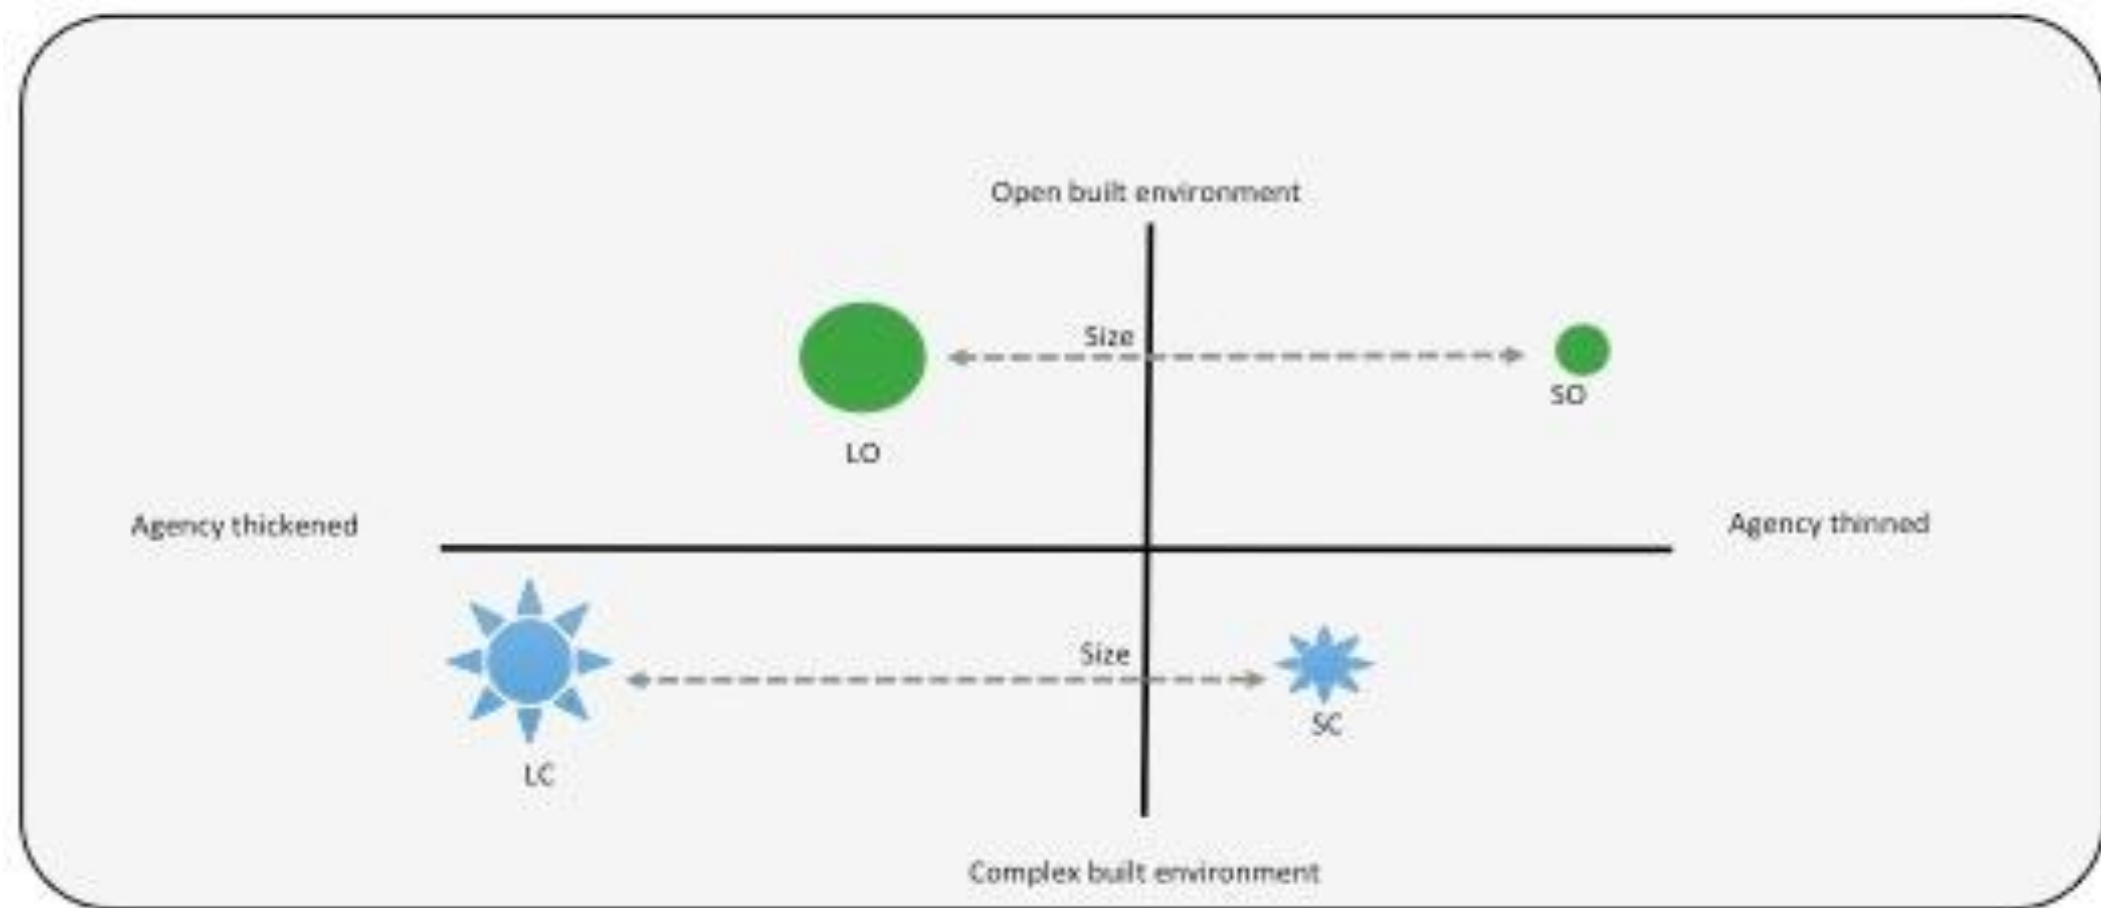 Open built environment
Size
SO
LO
Agency thickened
Agency thinned
Size
SC
LC
Complex built environment